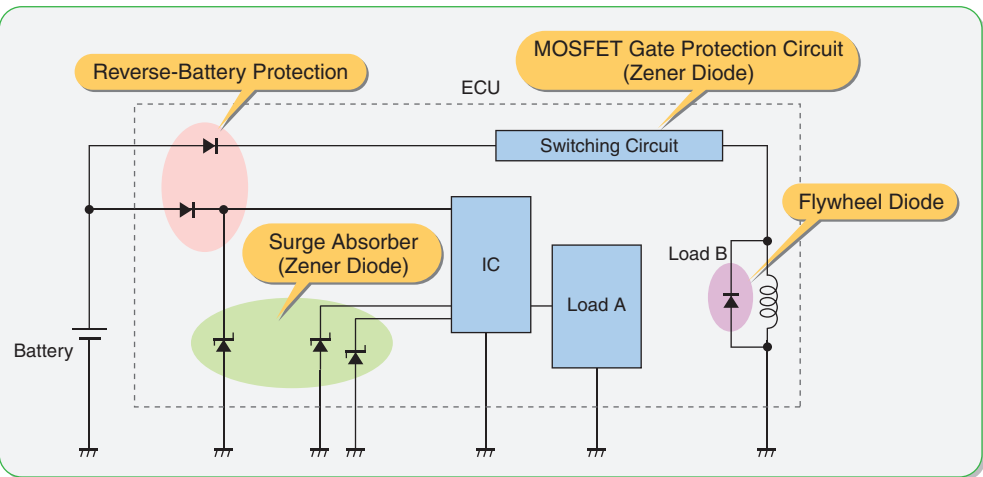 MOSFET Gate Protection Circuit
(Zener Diode)
Reverse-Battery Protection
ECU
Switching Circuit
Flywheel Diode
Surge Absorber
(Zener Diode)
IC
Load B
Load A
Battery